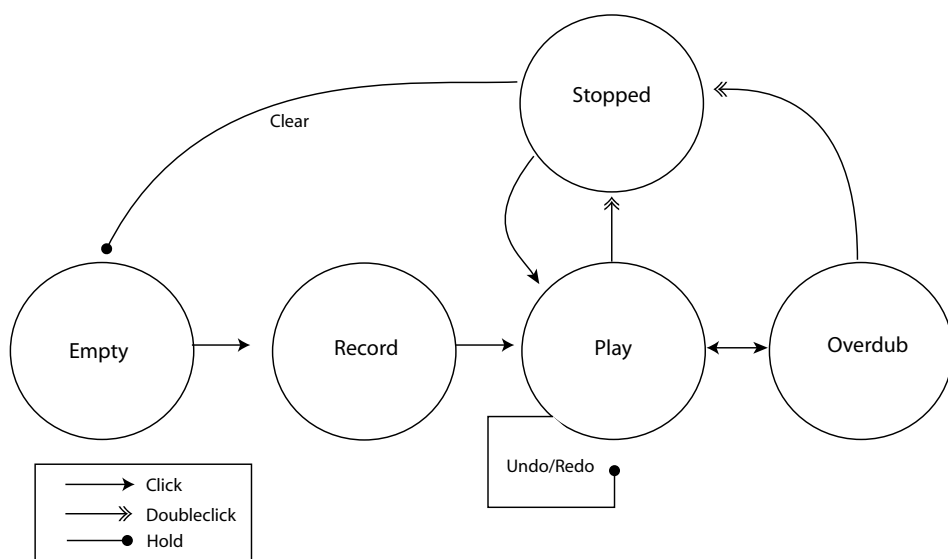 Stopped
Clear
Empty
Record
Play
Overdub
Undo/Redo
Click
Doubleclick
Hold